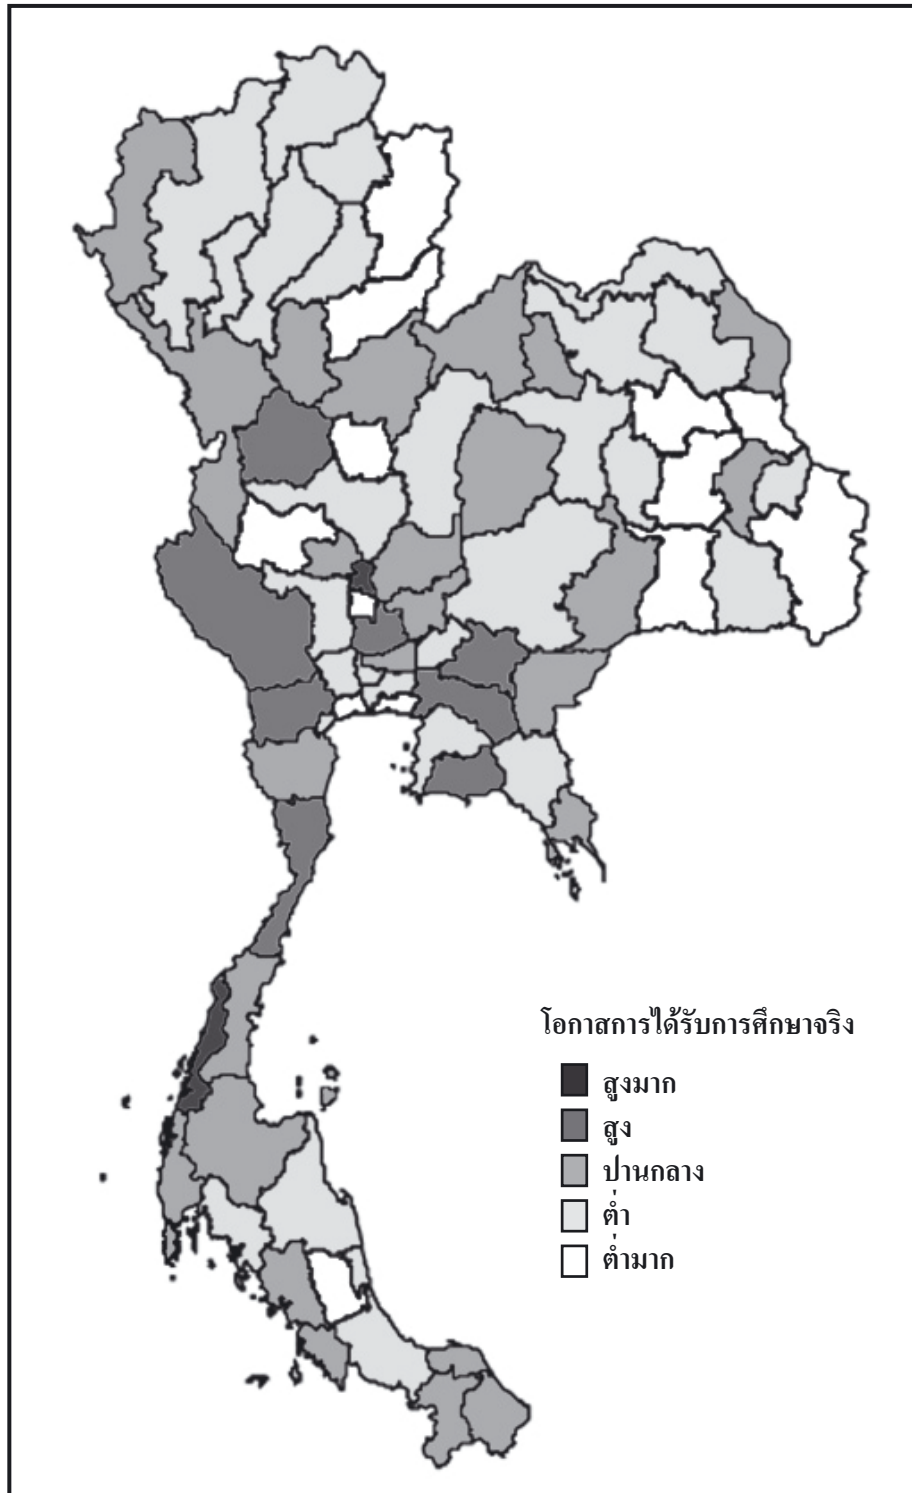 โอกาสการได้รับการศึกษาจริง
สูงมาก
สูง
ปานกลาง
ต่ำ
ต่ำมาก